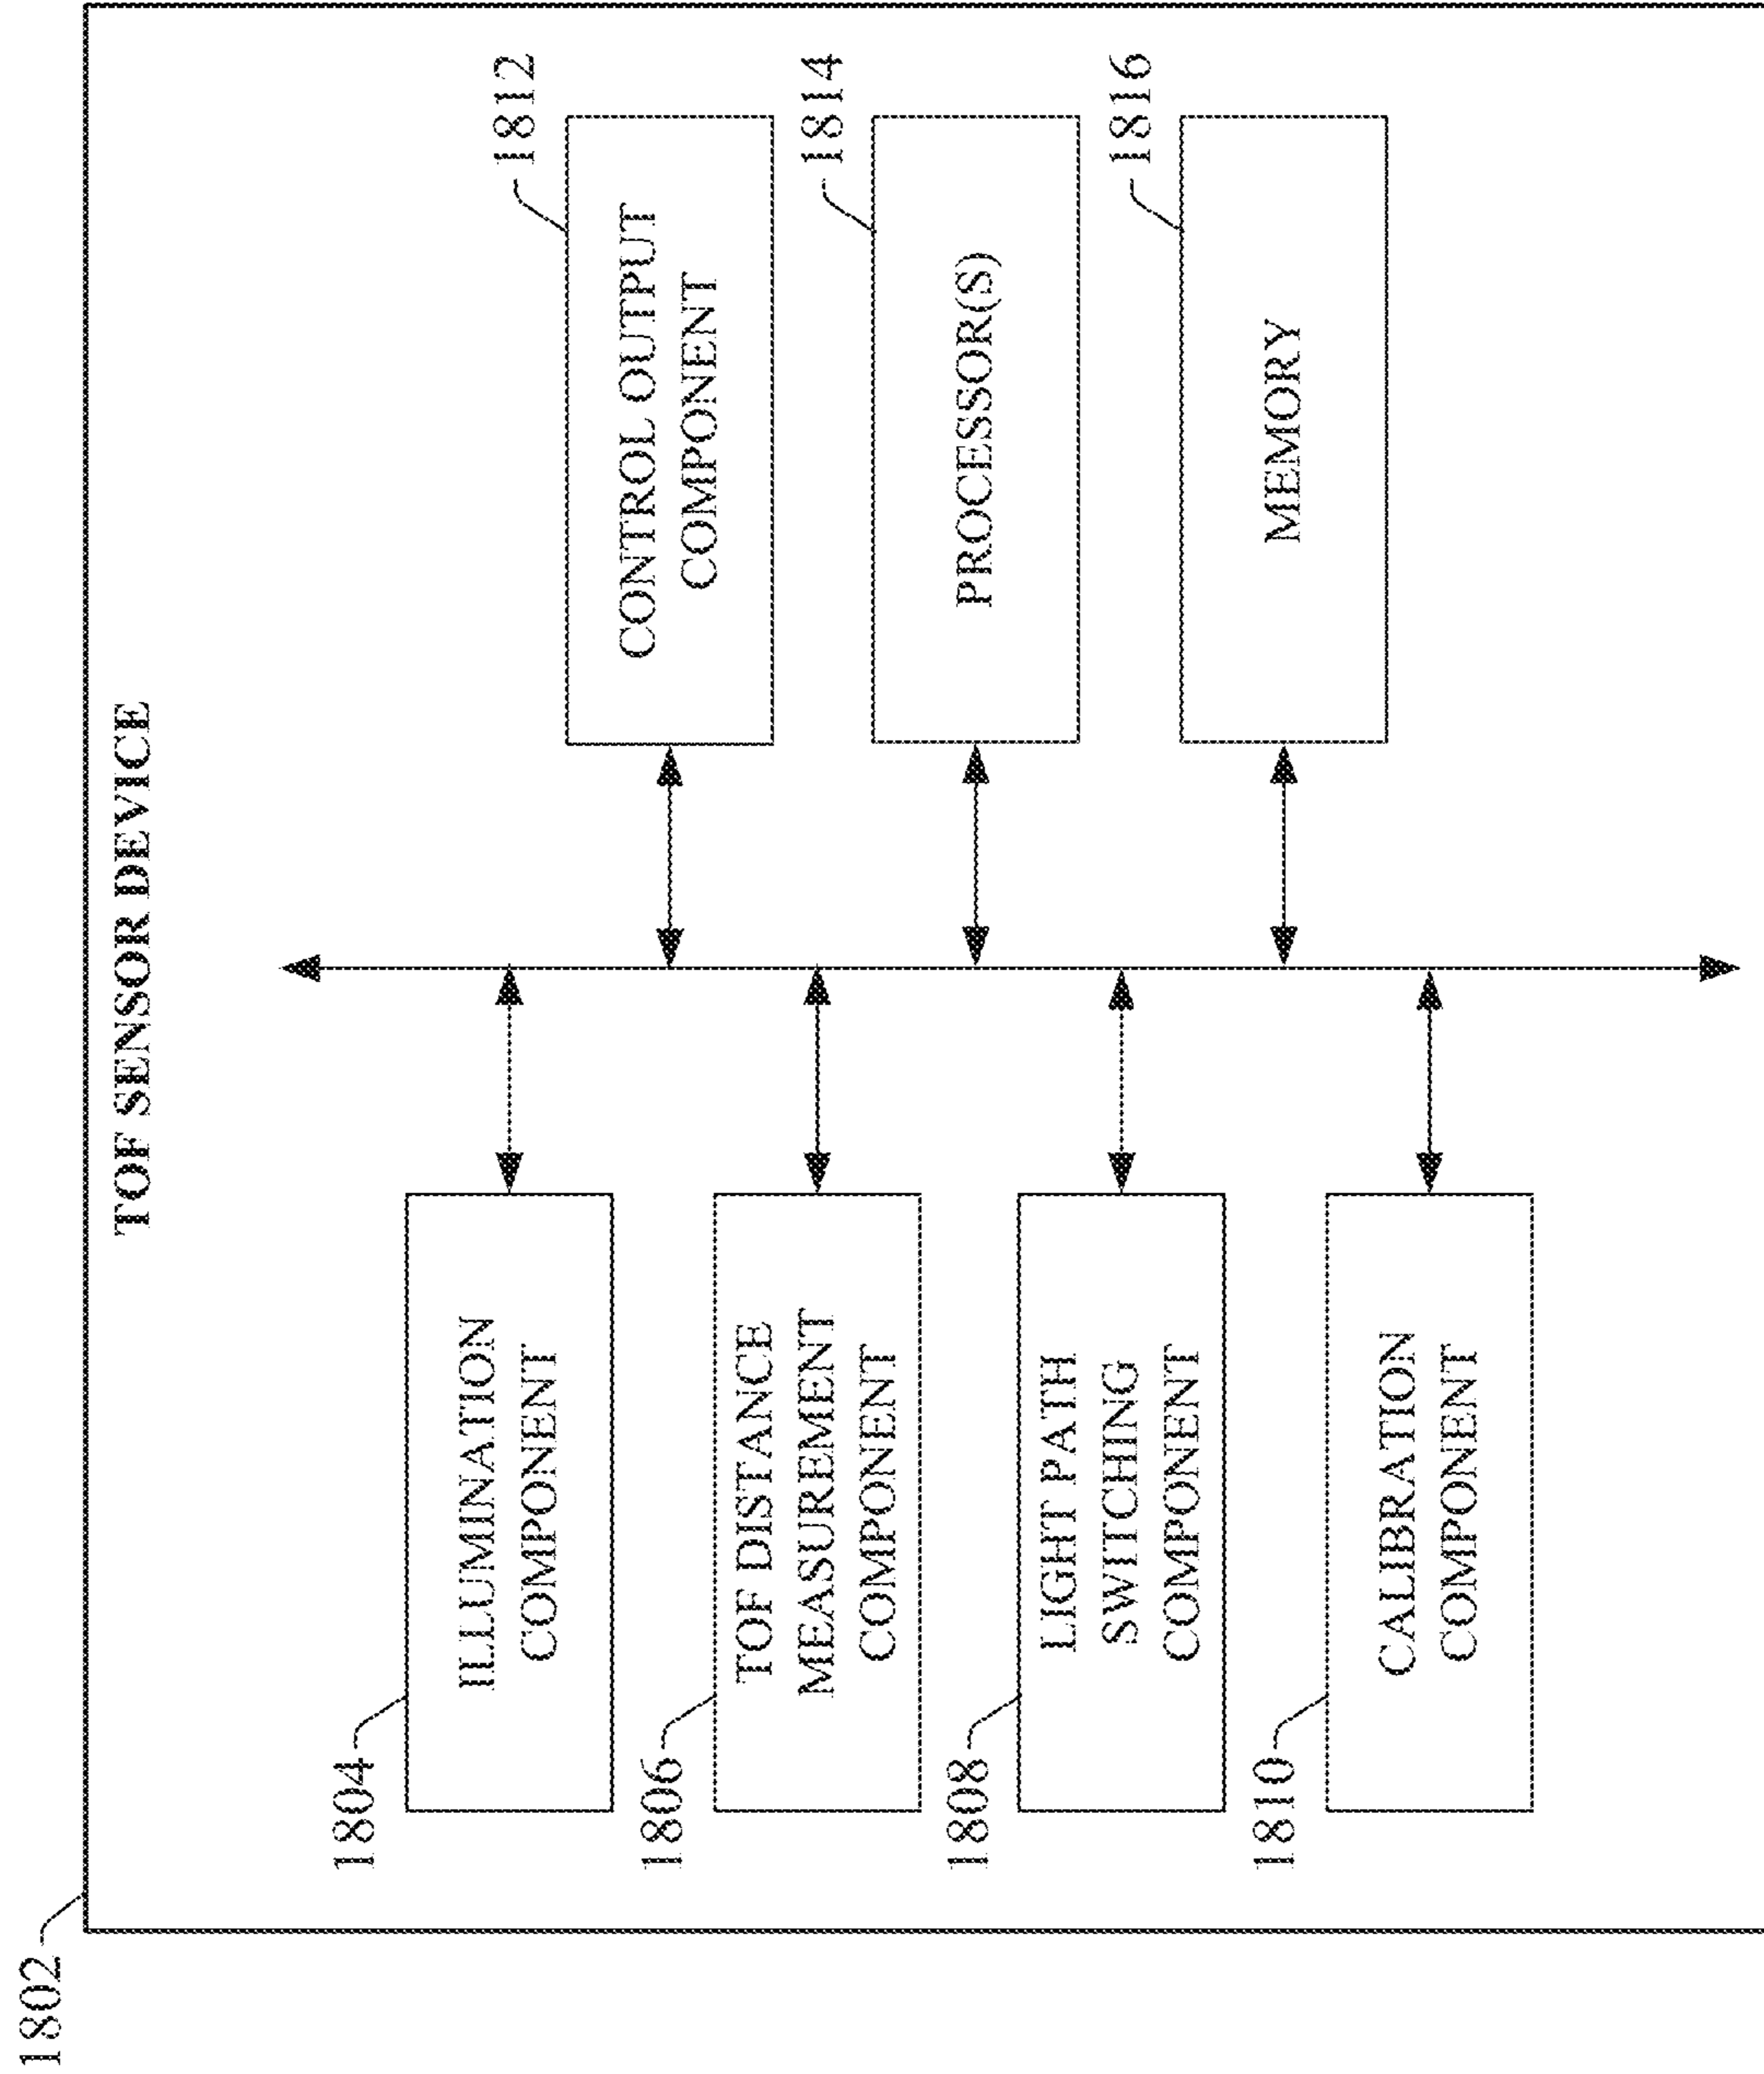 1802
TOF SENSOR DEVICE
1804
ILLUMINATION
COMPONENT
1806
TOF DISTANCE
MEASUREMENT
COMPONENT
1808
LIGHT PATH
SWITCHING
COMPONENT
1810
CALIBRATION
COMPONENT
1812
CONTROL OUTPUT
COMPONENT
1814
PROCESSOR(S)
1816
MEMORY